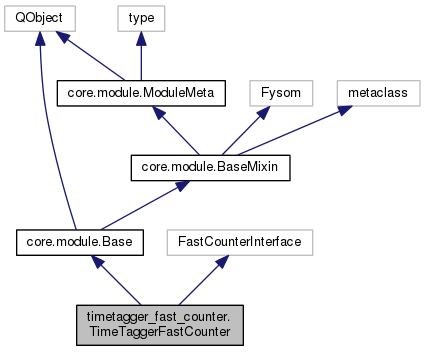 QObject
type
core.module.ModuleMeta
Fysom
metaclass
core.module.BaseMixin
core.module.Base
FastCounterInterface
timetagger_fast_counter.
TimeTaggerFastCounter